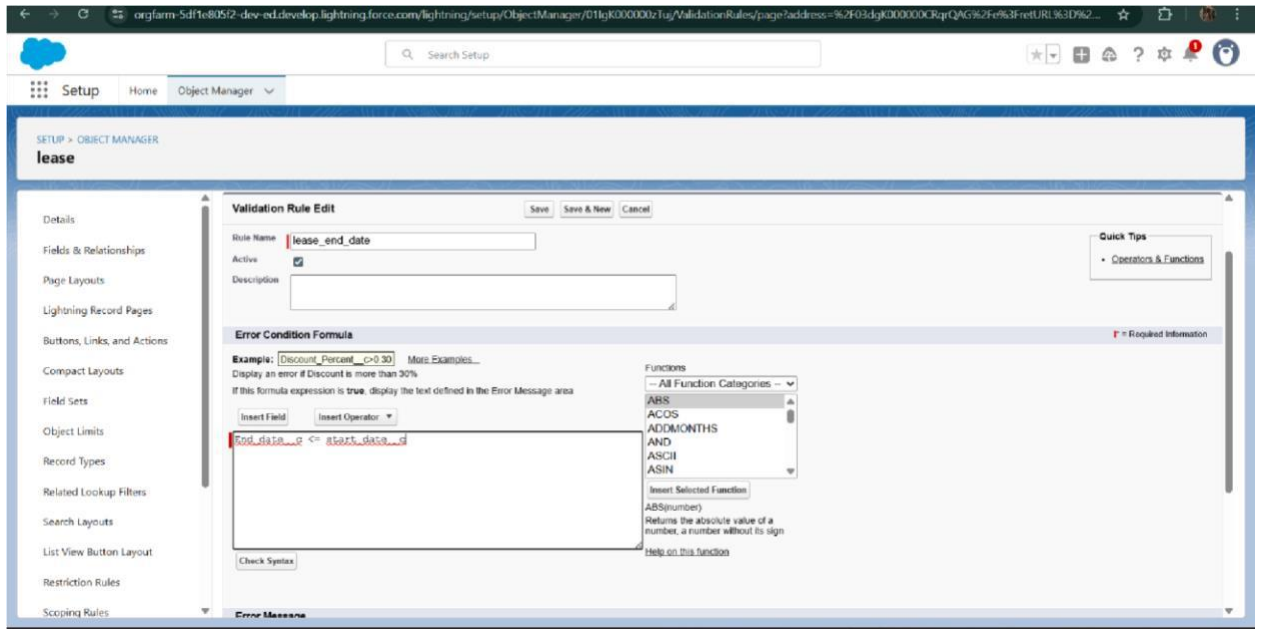 orgfarm-5df1e805f2-dev-ed.develop.lightning.force.com/lightning/setup/ObjectManager/01IgK000000zTuj/ValidationRules/page?address=%2F03dgK000000CRqrQAG%2Fe%3FretURL%3D%2...
Search Setup
1
Setup
Home
Object Manager
SETUP > OBJECT MANAGER
lease
Details
Fields & Relationships
Page Layouts
Lightning Record Pages
Buttons, Links, and Actions
Compact Layouts
Field Sets
Object Limits
Record Types
Related Lookup Filters
Search Layouts
List View Button Layout
Restriction Rules
Scoping Rules
Validation Rule Edit
Save
Save & New
Cancel
Rule Name
lease_end_date
Active
Description
Quick Tips
• Operators & Functions
Error Condition Formula
= Required Information
Example: Discount_Percent__c>0.30 More Examples...
Display an error if Discount is more than 30%
If this formula expression is true, display the text defined in the Error Message area
Insert Field
Insert Operator
End_date__c <= start_date__c
Check Syntax
Functions
-- All Function Categories --
ABS
ACOS
ADDMONTHS
AND
ASCII
ASIN
Insert Selected Function
ABS(number)
Returns the absolute value of a
number, a number without its sign
Help on this function
Error Message